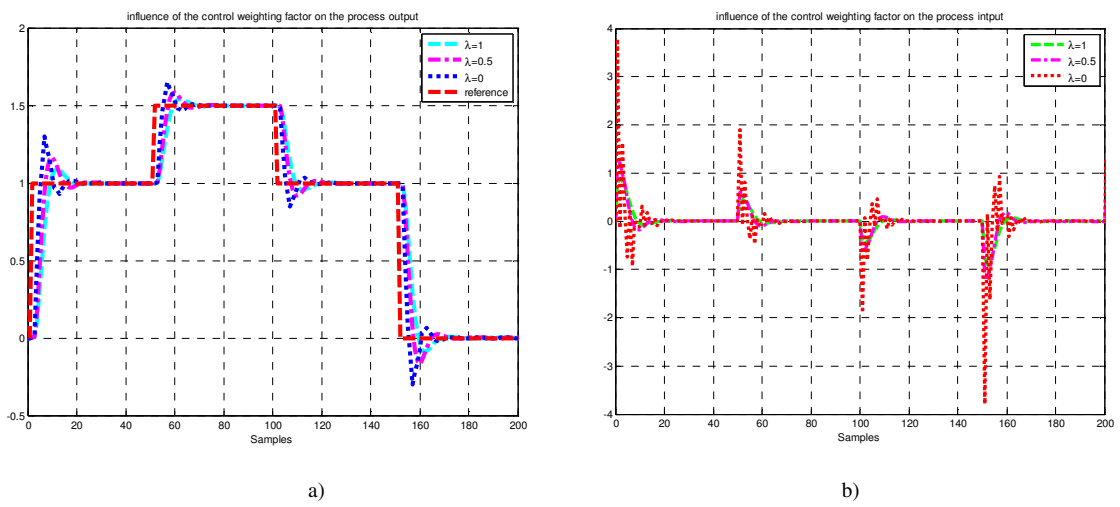 influence of the control weighting factor on the process output
2
1.5
1
0.5
0
-0.5
0 20 40 60 80 100 120 140 160 180 200
Samples
λ=1
λ=0.5
λ=0
reference
a)
influence of the control weighting factor on the process intput
4
3
2
1
0
-1
-2
-3
-4
0 20 40 60 80 100 120 140 160 180 200
Samples
λ=1
λ=0.5
λ=0
b)